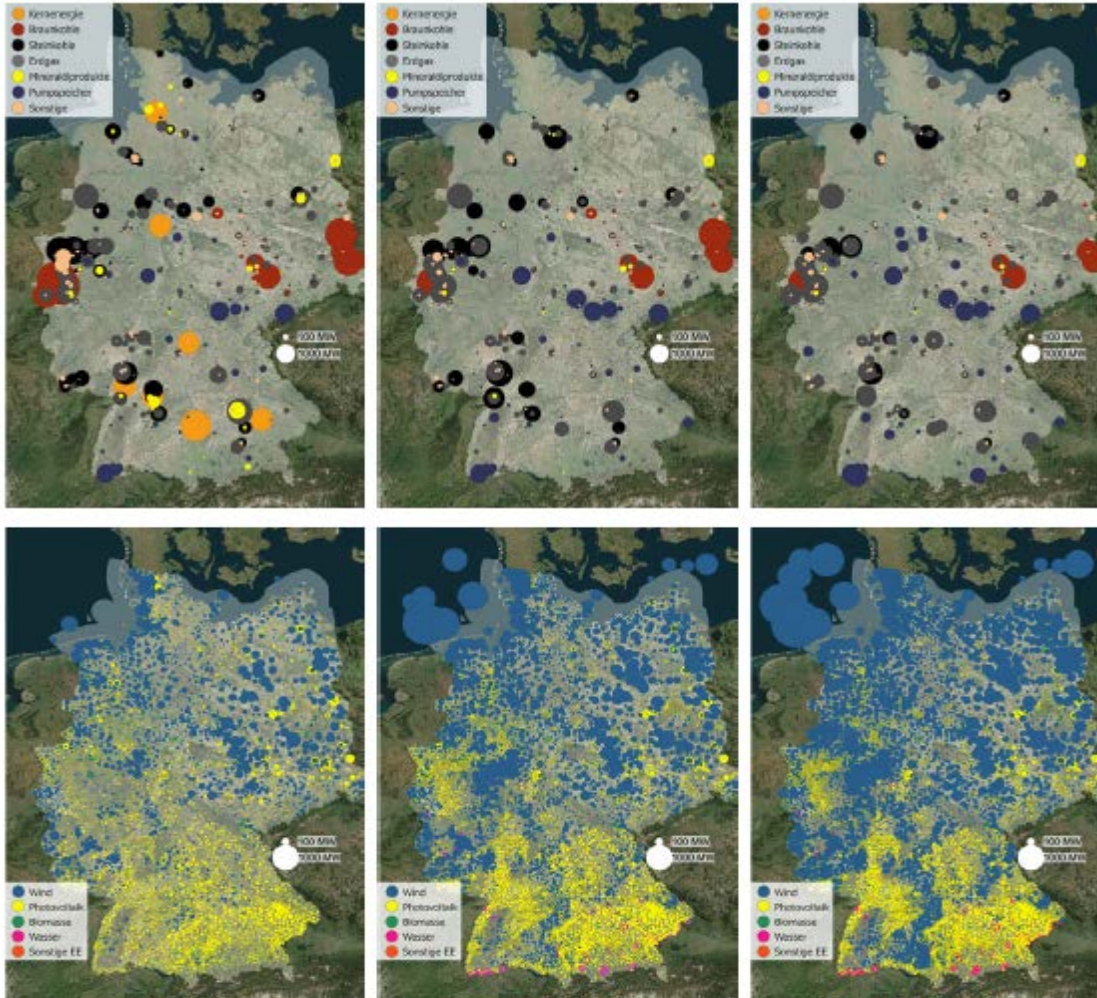 Kernenergie
Braunkohle
Steinkohle
Erdgas
Mineralölprodukte
Pumpspeicher
Sonstige
100 MW
1000 MW
Kernenergie
Braunkohle
Steinkohle
Erdgas
Mineralölprodukte
Pumpspeicher
Sonstige
100 MW
1000 MW
Kernenergie
Braunkohle
Steinkohle
Erdgas
Mineralölprodukte
Pumpspeicher
Sonstige
100 MW
1000 MW
100 MW
1000 MW
Wind
Photovoltaik
Biomasse
Wasser
Sonstige EE
100 MW
1000 MW
Wind
Photovoltaik
Biomasse
Wasser
Sonstige EE
100 MW
1000 MW
Wind
Photovoltaik
Biomasse
Wasser
Sonstige EE